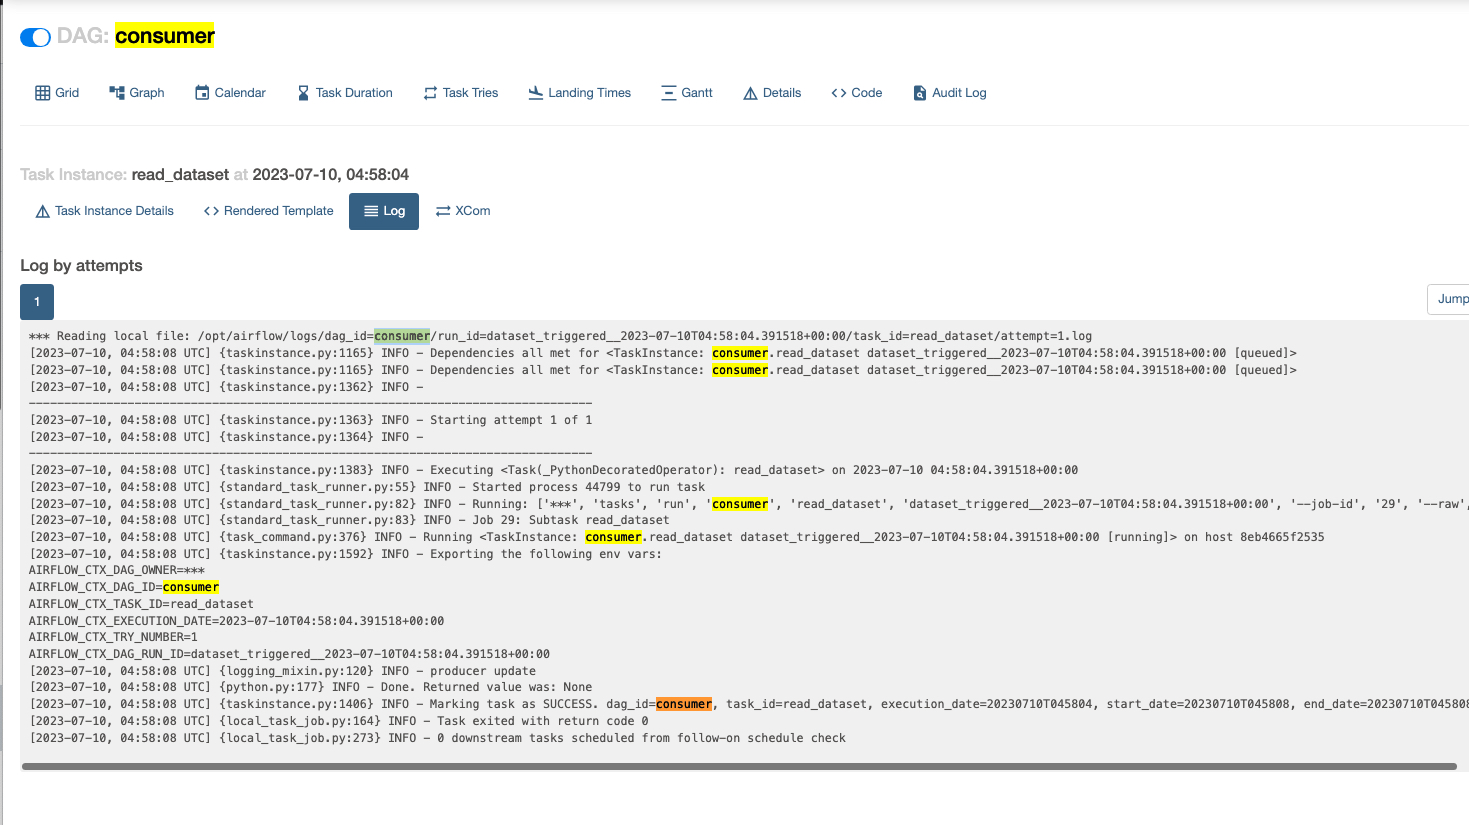 DAG: consumer
Grid Graph Calendar Task Duration Task Tries Landing Times Gantt Details Code Audit Log
Task Instance: read_dataset at 2023-07-10, 04:58:04
Task Instance Details Rendered Template Log XCom
Log by attempts
1
Jump
*** Reading local file: /opt/airflow/logs/dag_id=consumer/run_id=dataset_triggered__2023-07-10T04:58:04.391518+00:00/task_id=read_dataset/attempt=1.log
[2023-07-10, 04:58:08 UTC] {taskinstance.py:1165} INFO - Dependencies all met for <TaskInstance: consumer.read_dataset dataset_triggered__2023-07-10T04:58:04.391518+00:00 [queued]>
[2023-07-10, 04:58:08 UTC] {taskinstance.py:1165} INFO - Dependencies all met for <TaskInstance: consumer.read_dataset dataset_triggered__2023-07-10T04:58:04.391518+00:00 [queued]>
[2023-07-10, 04:58:08 UTC] {taskinstance.py:1362} INFO -
--------------------------------------------------------------------------------
[2023-07-10, 04:58:08 UTC] {taskinstance.py:1363} INFO - Starting attempt 1 of 1
[2023-07-10, 04:58:08 UTC] {taskinstance.py:1364} INFO -
--------------------------------------------------------------------------------
[2023-07-10, 04:58:08 UTC] {taskinstance.py:1383} INFO - Executing <Task(_PythonDecoratedOperator): read_dataset> on 2023-07-10 04:58:04.391518+00:00
[2023-07-10, 04:58:08 UTC] {standard_task_runner.py:55} INFO - Started process 44799 to run task
[2023-07-10, 04:58:08 UTC] {standard_task_runner.py:82} INFO - Running: ['***', 'tasks', 'run', 'consumer', 'read_dataset', 'dataset_triggered__2023-07-10T04:58:04.391518+00:00', '--job-id', '29', '--raw',
[2023-07-10, 04:58:08 UTC] {standard_task_runner.py:83} INFO - Job 29: Subtask read_dataset
[2023-07-10, 04:58:08 UTC] {task_command.py:376} INFO - Running <TaskInstance: consumer.read_dataset dataset_triggered__2023-07-10T04:58:04.391518+00:00 [running]> on host 8eb4665f2535
[2023-07-10, 04:58:08 UTC] {taskinstance.py:1592} INFO - Exporting the following env vars:
AIRFLOW_CTX_DAG_OWNER=***
AIRFLOW_CTX_DAG_ID=consumer
AIRFLOW_CTX_TASK_ID=read_dataset
AIRFLOW_CTX_EXECUTION_DATE=2023-07-10T04:58:04.391518+00:00
AIRFLOW_CTX_TRY_NUMBER=1
AIRFLOW_CTX_DAG_RUN_ID=dataset_triggered__2023-07-10T04:58:04.391518+00:00
[2023-07-10, 04:58:08 UTC] {logging_mixin.py:120} INFO - producer update
[2023-07-10, 04:58:08 UTC] {python.py:177} INFO - Done. Returned value was: None
[2023-07-10, 04:58:08 UTC] {taskinstance.py:1406} INFO - Marking task as SUCCESS. dag_id=consumer, task_id=read_dataset, execution_date=20230710T045804, start_date=20230710T045808, end_date=20230710T045808
[2023-07-10, 04:58:08 UTC] {local_task_job.py:164} INFO - Task exited with return code 0
[2023-07-10, 04:58:08 UTC] {local_task_job.py:273} INFO - 0 downstream tasks scheduled from follow-on schedule check